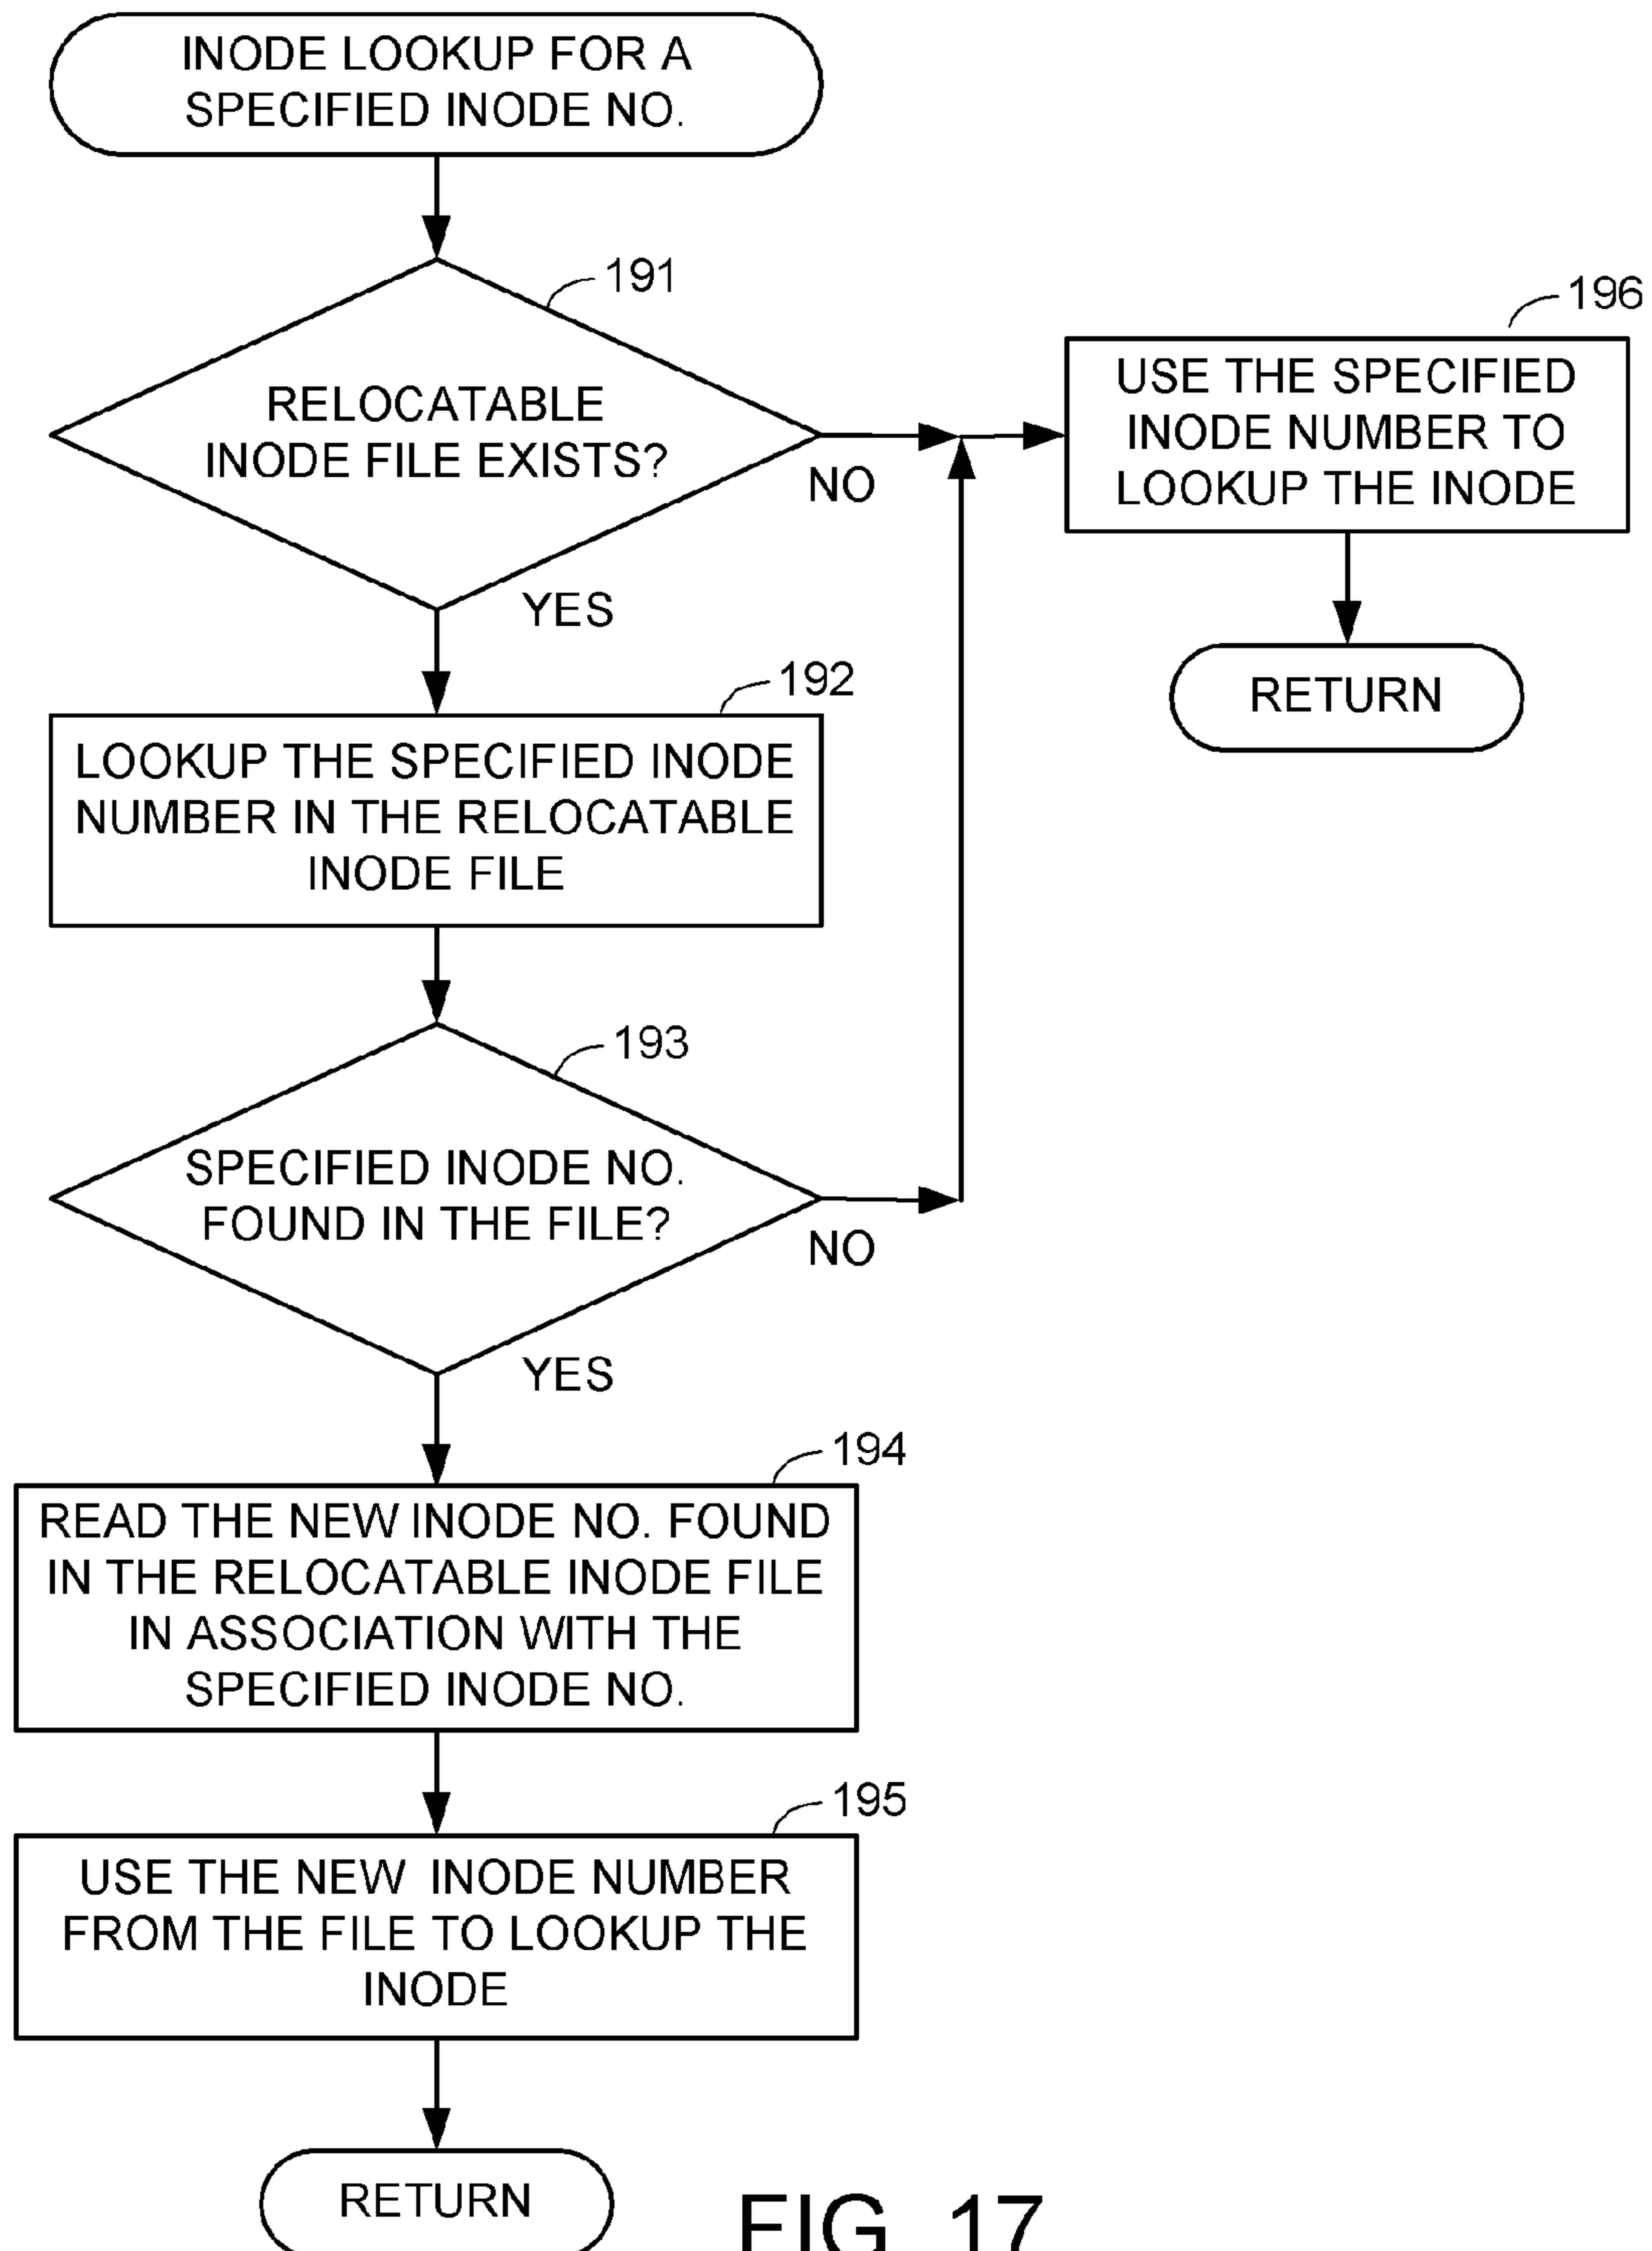 INODE LOOKUP FOR A
SPECIFIED INODE NO.
191
RELOCATABLE
INODE FILE EXISTS?
NO
YES
196
USE THE SPECIFIED
INODE NUMBER TO
LOOKUP THE INODE
RETURN
192
LOOKUP THE SPECIFIED INODE
NUMBER IN THE RELOCATABLE
INODE FILE
193
SPECIFIED INODE NO.
FOUND IN THE FILE?
NO
YES
194
READ THE NEW INODE NO. FOUND
IN THE RELOCATABLE INODE FILE
IN ASSOCIATION WITH THE
SPECIFIED INODE NO.
195
USE THE NEW INODE NUMBER
FROM THE FILE TO LOOKUP THE
INODE
RETURN
FIG. 17